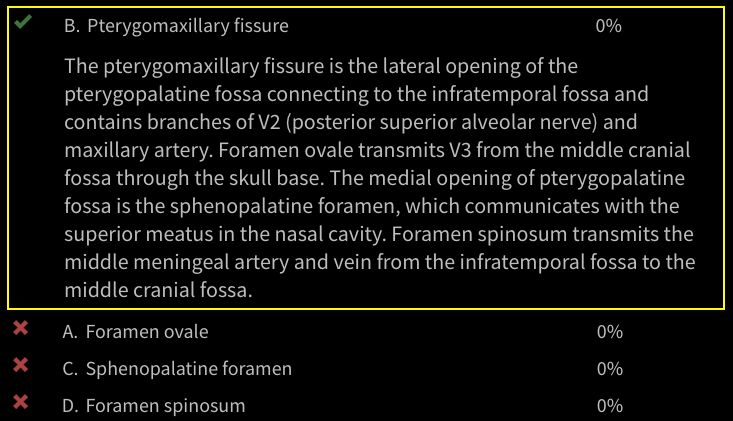 B. Pterygomaxillary fissure 0%
The pterygomaxillary fissure is the lateral opening of the
pterygopalatine fossa connecting to the infratemporal fossa and
contains branches of V2 (posterior superior alveolar nerve) and
maxillary artery. Foramen ovale transmits V3 from the middle cranial
fossa through the skull base. The medial opening of pterygopalatine
fossa is the sphenopalatine foramen, which communicates with the
superior meatus in the nasal cavity. Foramen spinosum transmits the
middle meningeal artery and vein from the infratemporal fossa to the
middle cranial fossa.
A. Foramen ovale 0%
C. Sphenopalatine foramen 0%
D. Foramen spinosum 0%